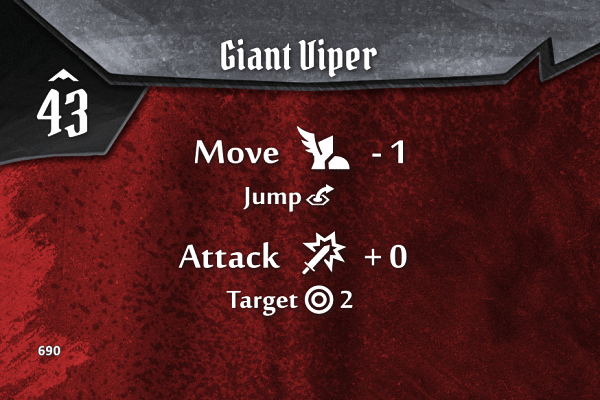 Giant Viper
43
Move - 1
Jump
Attack + 0
Target 2
690